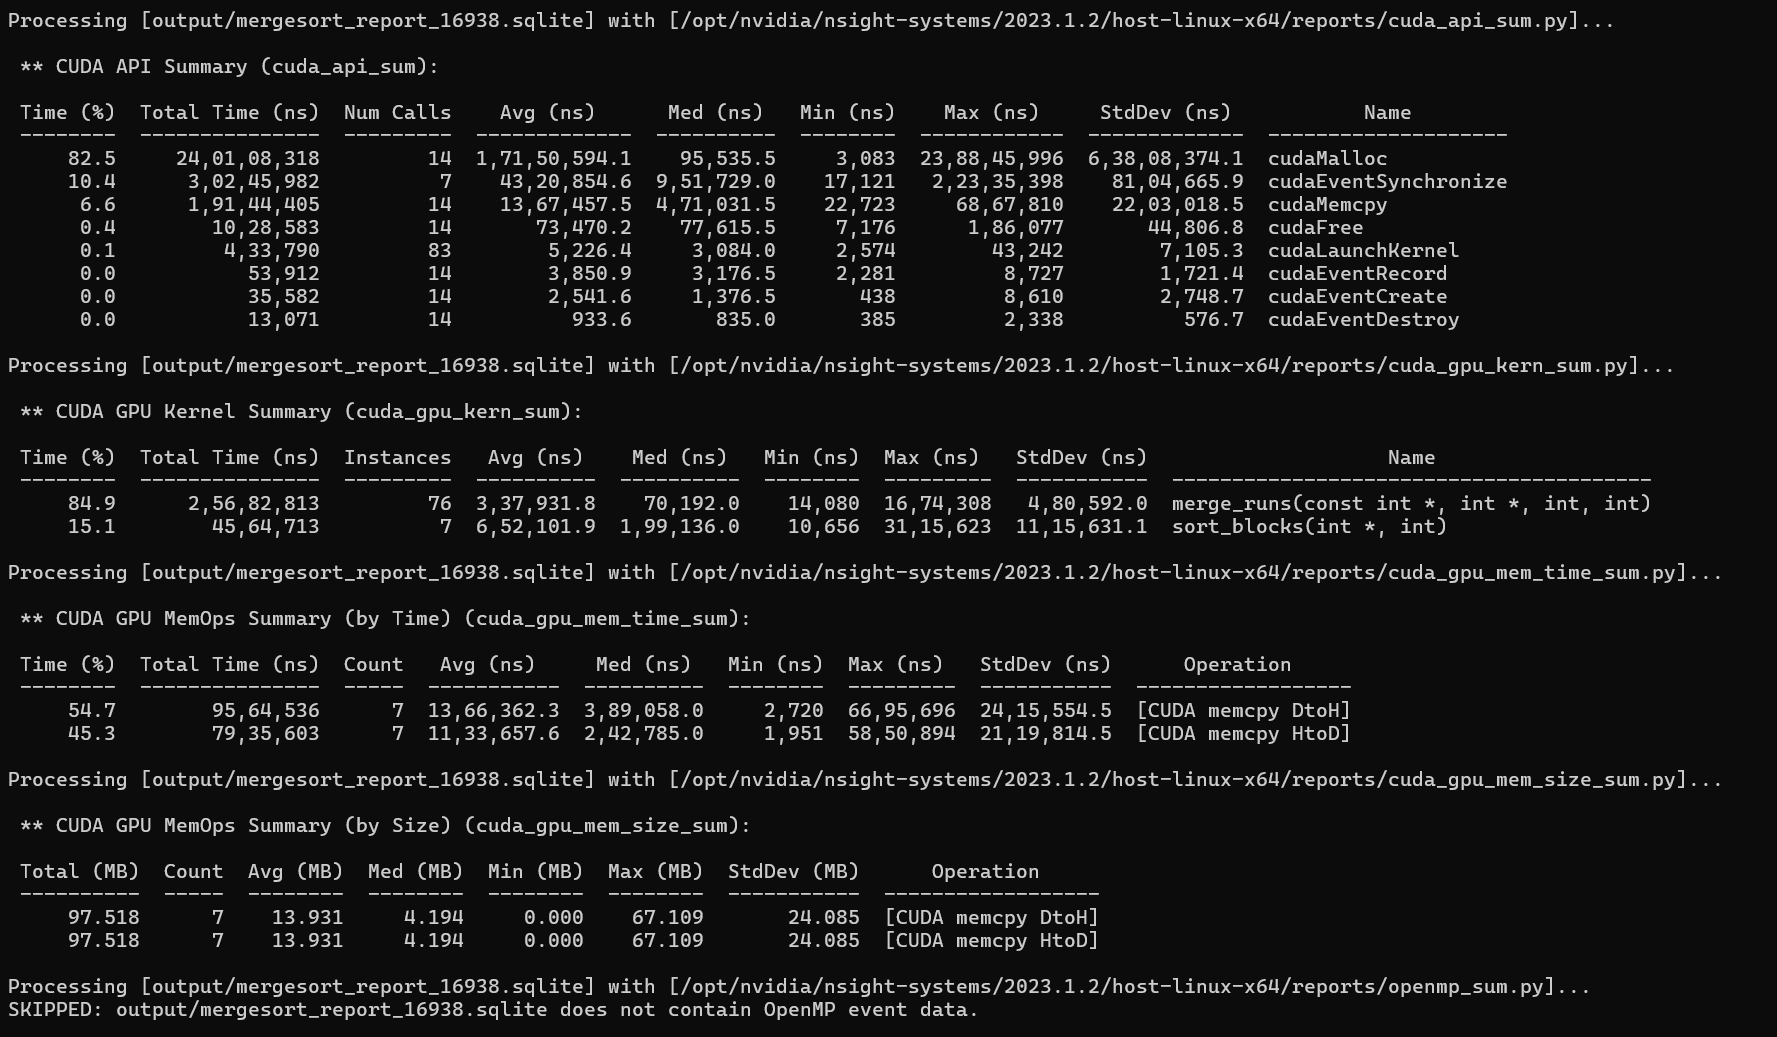 Processing [output/mergesort_report_16938.sqlite] with [/opt/nvidia/nsight-systems/2023.1.2/host-linux-x64/reports/cuda_api_sum.py]...
** CUDA API Summary (cuda_api_sum):
Time (%)  Total Time (ns)  Num Calls  Avg (ns)  Med (ns)  Min (ns)  Max (ns)  StdDev (ns)  Name
--------  ---------------  ---------  -------------  ----------  --------  ------------  -------------  --------------------
82.5  24,01,08,318  14  1,71,50,594.1  95,535.5  3,083  23,88,45,996  6,38,08,374.1  cudaMalloc
10.4  3,02,45,982  7  43,20,854.6  9,51,729.0  17,121  2,23,35,398  81,04,665.9  cudaEventSynchronize
6.6  1,91,44,405  14  13,67,457.5  4,71,031.5  22,723  68,67,810  22,03,018.5  cudaMemcpy
0.4  10,28,583  14  73,470.2  77,615.5  7,176  1,86,077  44,806.8  cudaFree
0.1  4,33,790  83  5,226.4  3,084.0  2,574  43,242  7,105.3  cudaLaunchKernel
0.0  53,912  14  3,850.9  3,176.5  2,281  8,727  1,721.4  cudaEventRecord
0.0  35,582  14  2,541.6  1,376.5  438  8,610  2,748.7  cudaEventCreate
0.0  13,071  14  933.6  835.0  385  2,338  576.7  cudaEventDestroy
Processing [output/mergesort_report_16938.sqlite] with [/opt/nvidia/nsight-systems/2023.1.2/host-linux-x64/reports/cuda_gpu_kern_sum.py]...
** CUDA GPU Kernel Summary (cuda_gpu_kern_sum):
Time (%)  Total Time (ns)  Instances  Avg (ns)  Med (ns)  Min (ns)  Max (ns)  StdDev (ns)  Name
--------  ---------------  ---------  ----------  ----------  --------  ---------  -----------  ----------------------------------------
84.9  2,56,82,813  76  3,37,931.8  70,192.0  14,080  16,74,308  4,80,592.0  merge_runs(const int *, int *, int, int)
15.1  45,64,713  7  6,52,101.9  1,99,136.0  10,656  31,15,623  11,15,631.1  sort_blocks(int *, int)
Processing [output/mergesort_report_16938.sqlite] with [/opt/nvidia/nsight-systems/2023.1.2/host-linux-x64/reports/cuda_gpu_mem_time_sum.py]...
** CUDA GPU MemOps Summary (by Time) (cuda_gpu_mem_time_sum):
Time (%)  Total Time (ns)  Count  Avg (ns)  Med (ns)  Min (ns)  Max (ns)  StdDev (ns)  Operation
--------  ---------------  -----  -----------  ----------  --------  ---------  -----------  ------------------
54.7  95,64,536  7  13,66,362.3  3,89,058.0  2,720  66,95,696  24,15,554.5  [CUDA memcpy DtoH]
45.3  79,35,603  7  11,33,657.6  2,42,785.0  1,951  58,50,894  21,19,814.5  [CUDA memcpy HtoD]
Processing [output/mergesort_report_16938.sqlite] with [/opt/nvidia/nsight-systems/2023.1.2/host-linux-x64/reports/cuda_gpu_mem_size_sum.py]...
** CUDA GPU MemOps Summary (by Size) (cuda_gpu_mem_size_sum):
Total (MB)  Count  Avg (MB)  Med (MB)  Min (MB)  Max (MB)  StdDev (MB)  Operation
----------  -----  --------  --------  --------  --------  -----------  ------------------
97.518  7  13.931  4.194  0.000  67.109  24.085  [CUDA memcpy DtoH]
97.518  7  13.931  4.194  0.000  67.109  24.085  [CUDA memcpy HtoD]
Processing [output/mergesort_report_16938.sqlite] with [/opt/nvidia/nsight-systems/2023.1.2/host-linux-x64/reports/openmp_sum.py]...
SKIPPED: output/mergesort_report_16938.sqlite does not contain OpenMP event data.